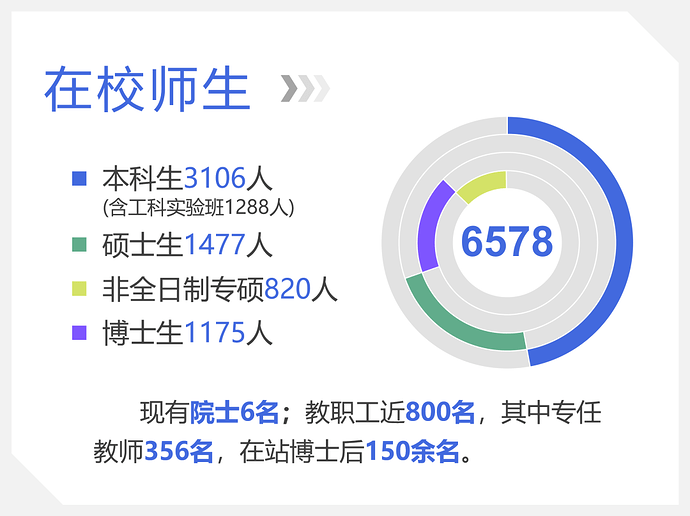 在校师生
本科生3106人
(含工科实验班1288人)
硕士生1477人
非全日制专硕820人
博士生1175人
6578
现有院士6名；教职工近800名，其中专任
教师356名，在站博士后150余名。